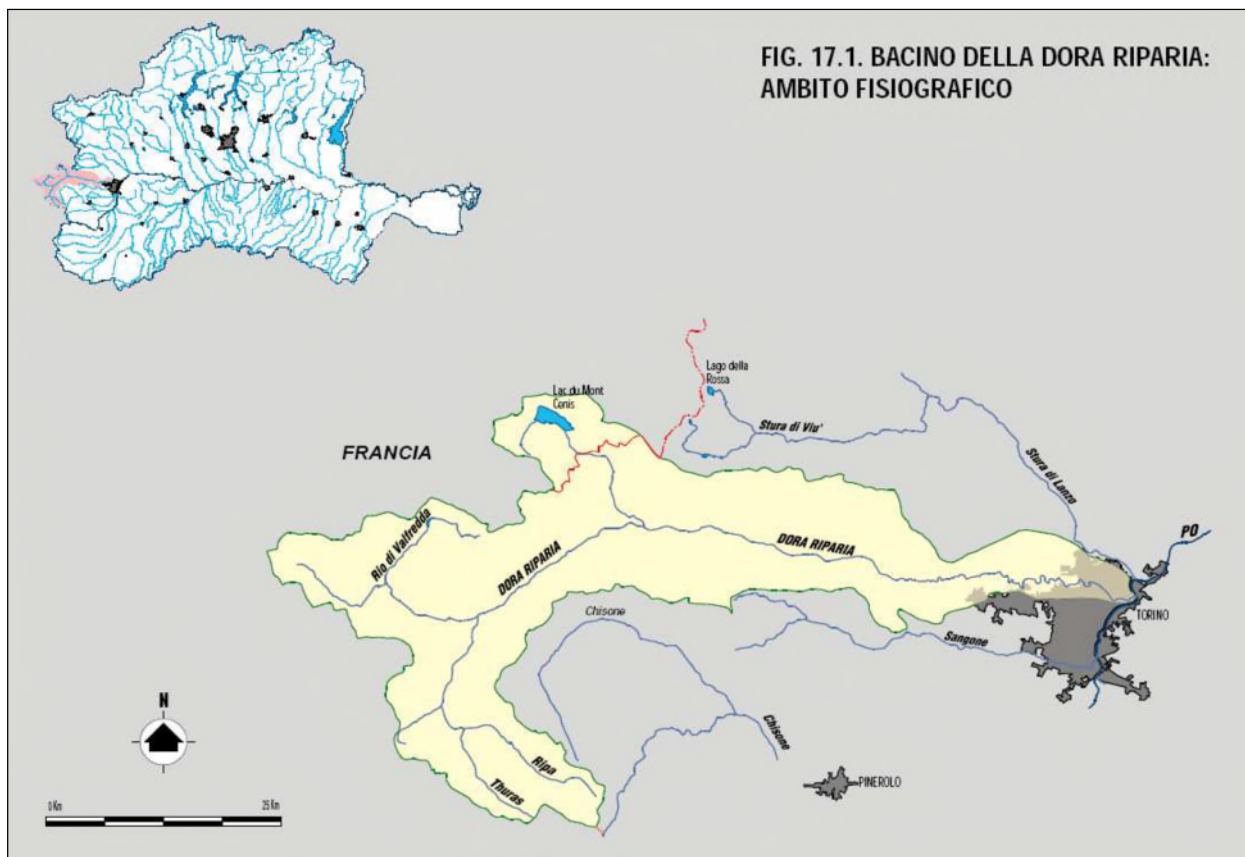 FIG. 17.1. BACINO DELLA DORA RIPARIA:
AMBITO FISIOGRAFICO
Lago della
Rossa
Lac du Mont
Cenis
Stura di Viu'
FRANCIA
Stura di Lanzo
PO
Rio di Valfredda
DORA RIPARIA
DORA RIPARIA
TORINO
Chisone
Sangone
N
Chisone
Ripa
Thuras
PINEROLO
0 Km
25 Km